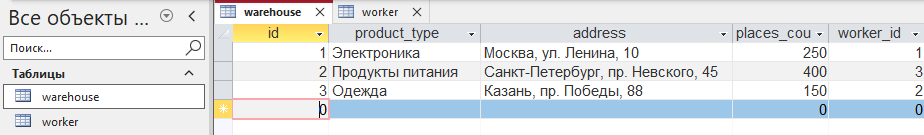 Все объекты
Поиск...
Таблицы
warehouse
worker
warehouse worker
id product_type address places_cou worker_id
1 Электроника Москва, ул. Ленина, 10 250 1
2 Продукты питания Санкт-Петербург, пр. Невского, 45 400 3
3 Одежда Казань, пр. Победы, 88 150 2
0 0 0